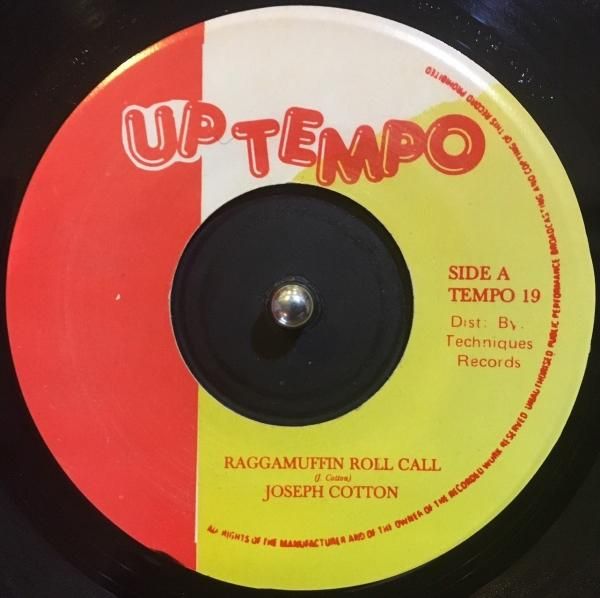 UP TEMPO
SIDE A
TEMPO 19
Dist: By.
Techniques
Records
RAGGAMUFFIN ROLL CALL
(J. Cotton)
JOSEPH COTTON
ALL RIGHTS OF THE MANUFACTURER AND OF THE OWNER OF THE RECORDED WORK RESERVED UNAUTHORISED PUBLIC PERFORMANCE BROADCASTING AND COPYING OF THIS RECORD PROHIBITED